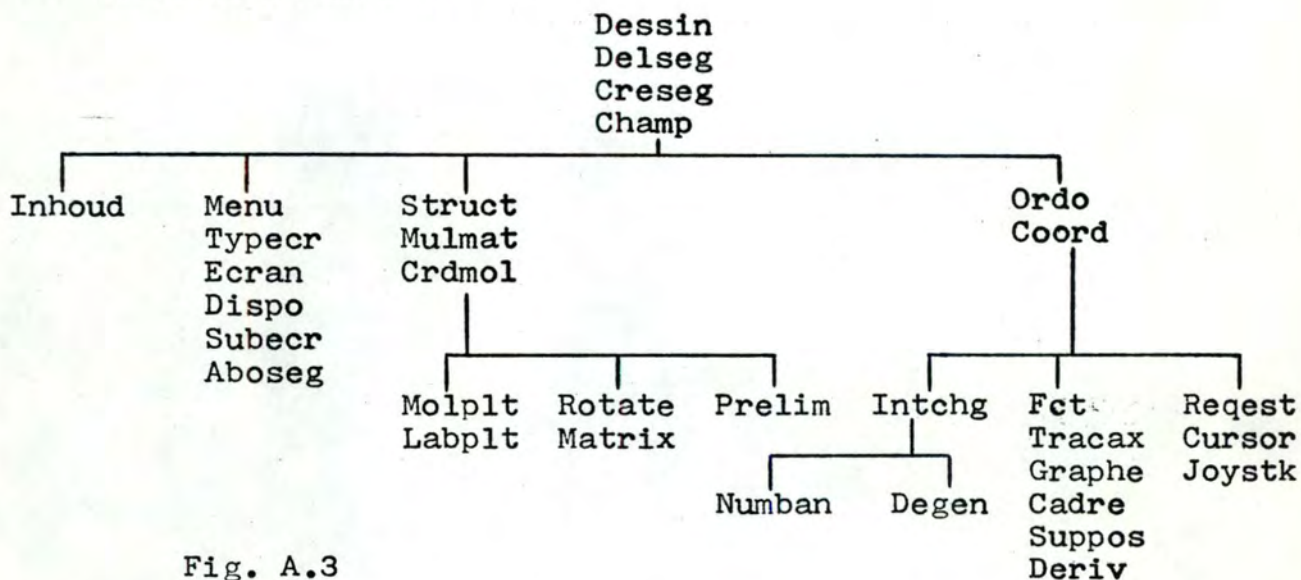 Dessin
Delseg
Creseg
Champ
Inhoud
Menu
Typecr
Ecran
Dispo
Subecr
Aboseg
Struct
Mulmat
Crdmol
Ordo
Coord
Molplt
Labplt
Rotate
Matrix
Prelim
Intchg
Fct
Tracax
Graphe
Cadre
Suppos
Deriv
Reqest
Cursor
Joystk
Numban
Degen
Fig. A.3